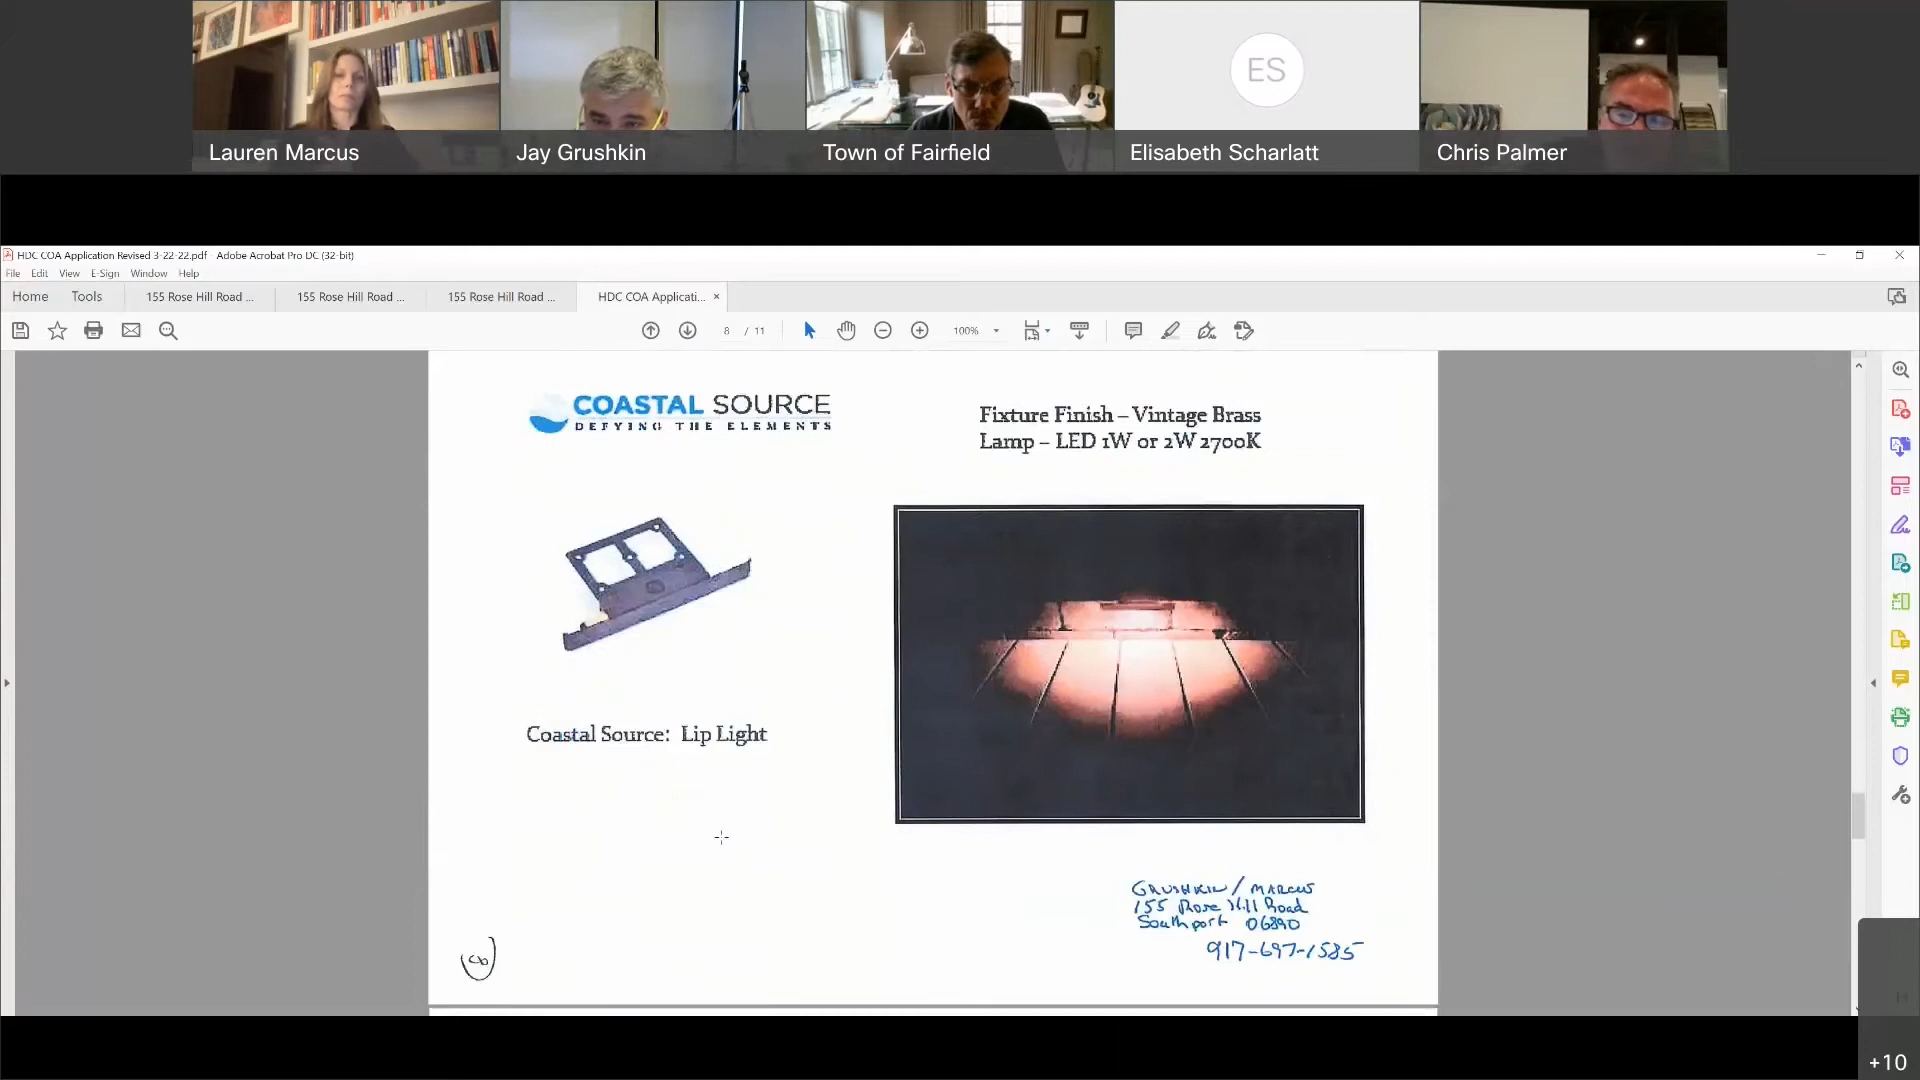 ES
Lauren Marcus
Jay Grushkin
Town of Fairfield
Elisabeth Scharlatt
Chris Palmer
HDC COA Application Revised 3-22-22.pdf - Adobe Acrobat Pro DC (32-bit)
File Edit View E-Sign Window Help
Home Tools 155 Rose Hill Road ... 155 Rose Hill Road ... 155 Rose Hill Road ... HDC COA Applicati... ×
8 / 11 100%
COASTAL SOURCE
DEFYING THE ELEMENTS
Fixture Finish – Vintage Brass
Lamp – LED 1W or 2W 2700K
Coastal Source: Lip Light
GRUSHKIN / MARCUS
155 Rose Hill Road
Southport 06890
917-697-1585
8
+10